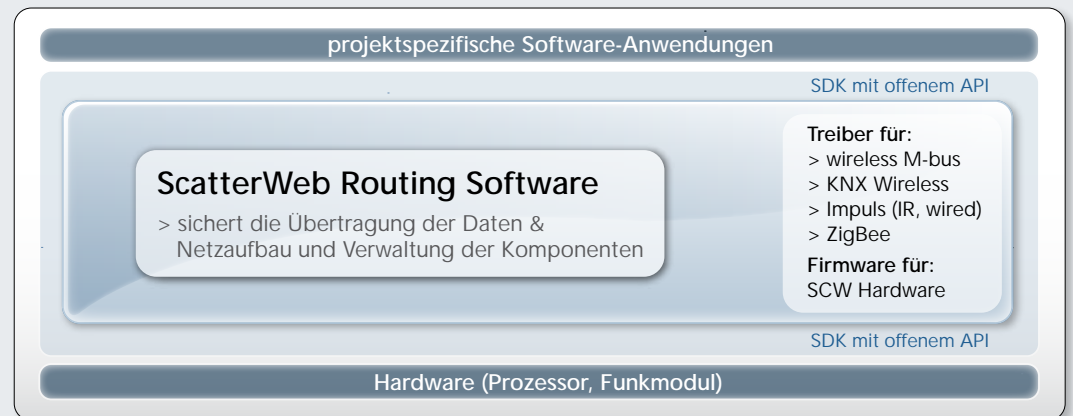 projektspezifische Software-Anwendungen
SDK mit offenem API
ScatterWeb Routing Software
> sichert die Übertragung der Daten &
Netzaufbau und Verwaltung der Komponenten
Treiber für:
> wireless M-bus
> KNX Wireless
> Impuls (IR, wired)
> ZigBee
Firmware für:
SCW Hardware
SDK mit offenem API
Hardware (Prozessor, Funkmodul)